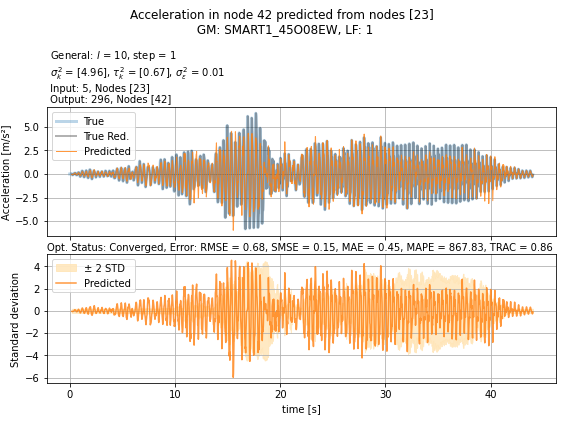 Acceleration in node 42 predicted from nodes [23]
GM: SMART1_45O08EW, LF: 1
General: l = 10, step = 1
σ²ₖ = [4.96], τ²ₖ = [0.67], σ²ε = 0.01
Input: 5, Nodes [23]
Output: 296, Nodes [42]
True
True Red.
Predicted
Acceleration [m/s²]
5.0
2.5
0.0
−2.5
−5.0
Opt. Status: Converged, Error: RMSE = 0.68, SMSE = 0.15, MAE = 0.45, MAPE = 867.83, TRAC = 0.86
± 2 STD
Predicted
Standard deviation
4
2
0
−2
−4
−6
0 10 20 30 40
time [s]